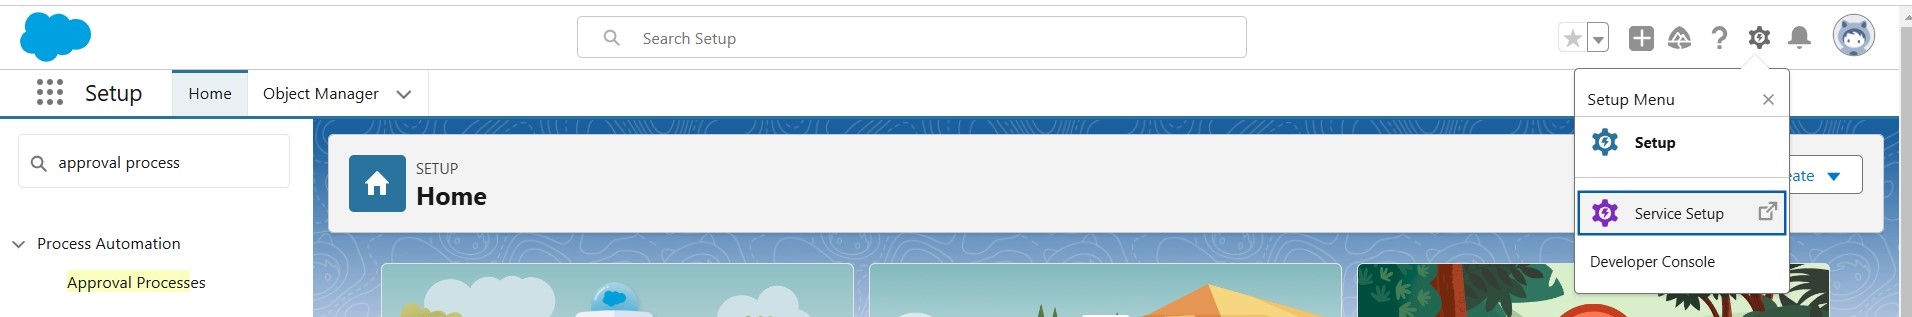 Search Setup
Setup
Home
Object Manager
Setup Menu
approval process
SETUP
Home
Setup
eate
Service Setup
Process Automation
Developer Console
Approval Processes